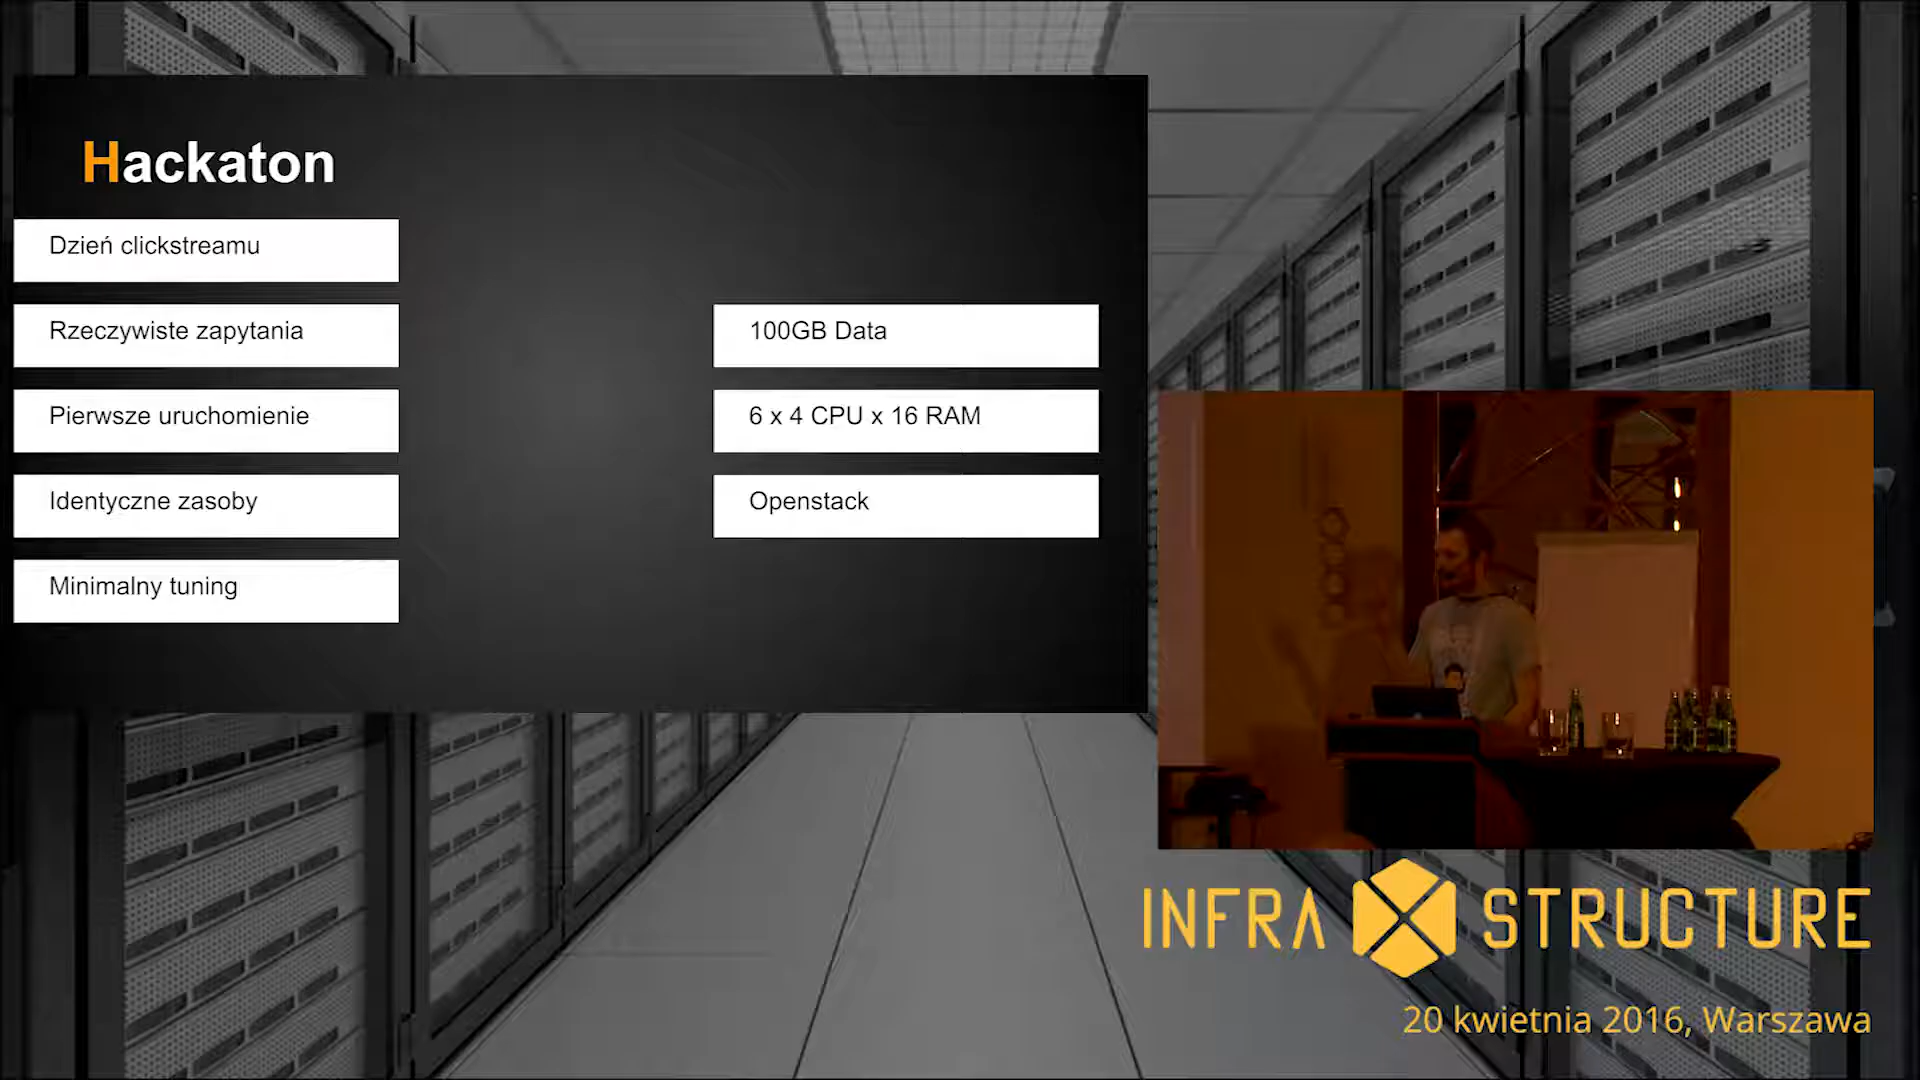 Hackaton
Dzień clickstreamu
Rzeczywiste zapytania
Pierwsze uruchomienie
Identyczne zasoby
Minimalny tuning
100GB Data
6 x 4 CPU x 16 RAM
Openstack
INFRA STRUCTURE
20 kwietnia 2016, Warszawa